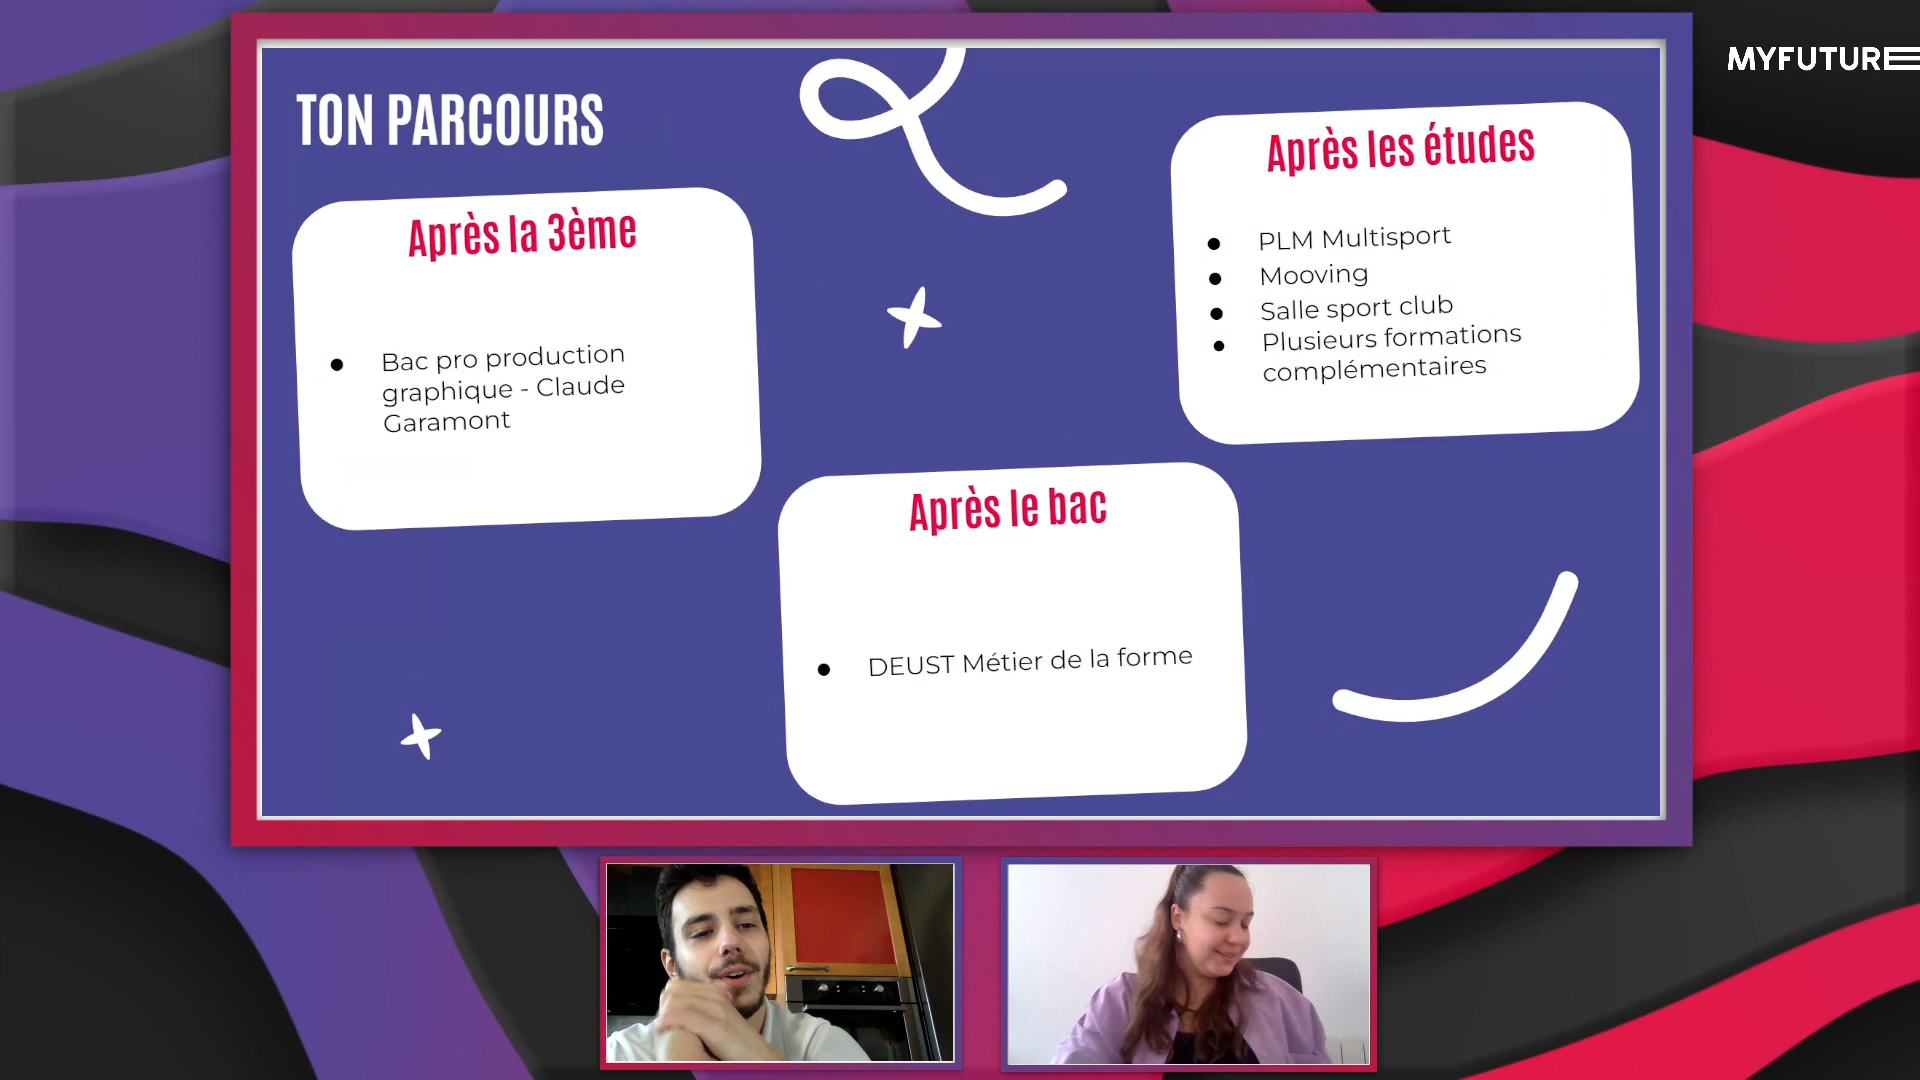 MYFUTURE
TON PARCOURS
Après la 3ème
● Bac pro production
graphique - Claude
Garamont
Après le bac
● DEUST Métier de la forme
Après les études
● PLM Multisport
● Mooving
● Salle sport club
● Plusieurs formations
complémentaires